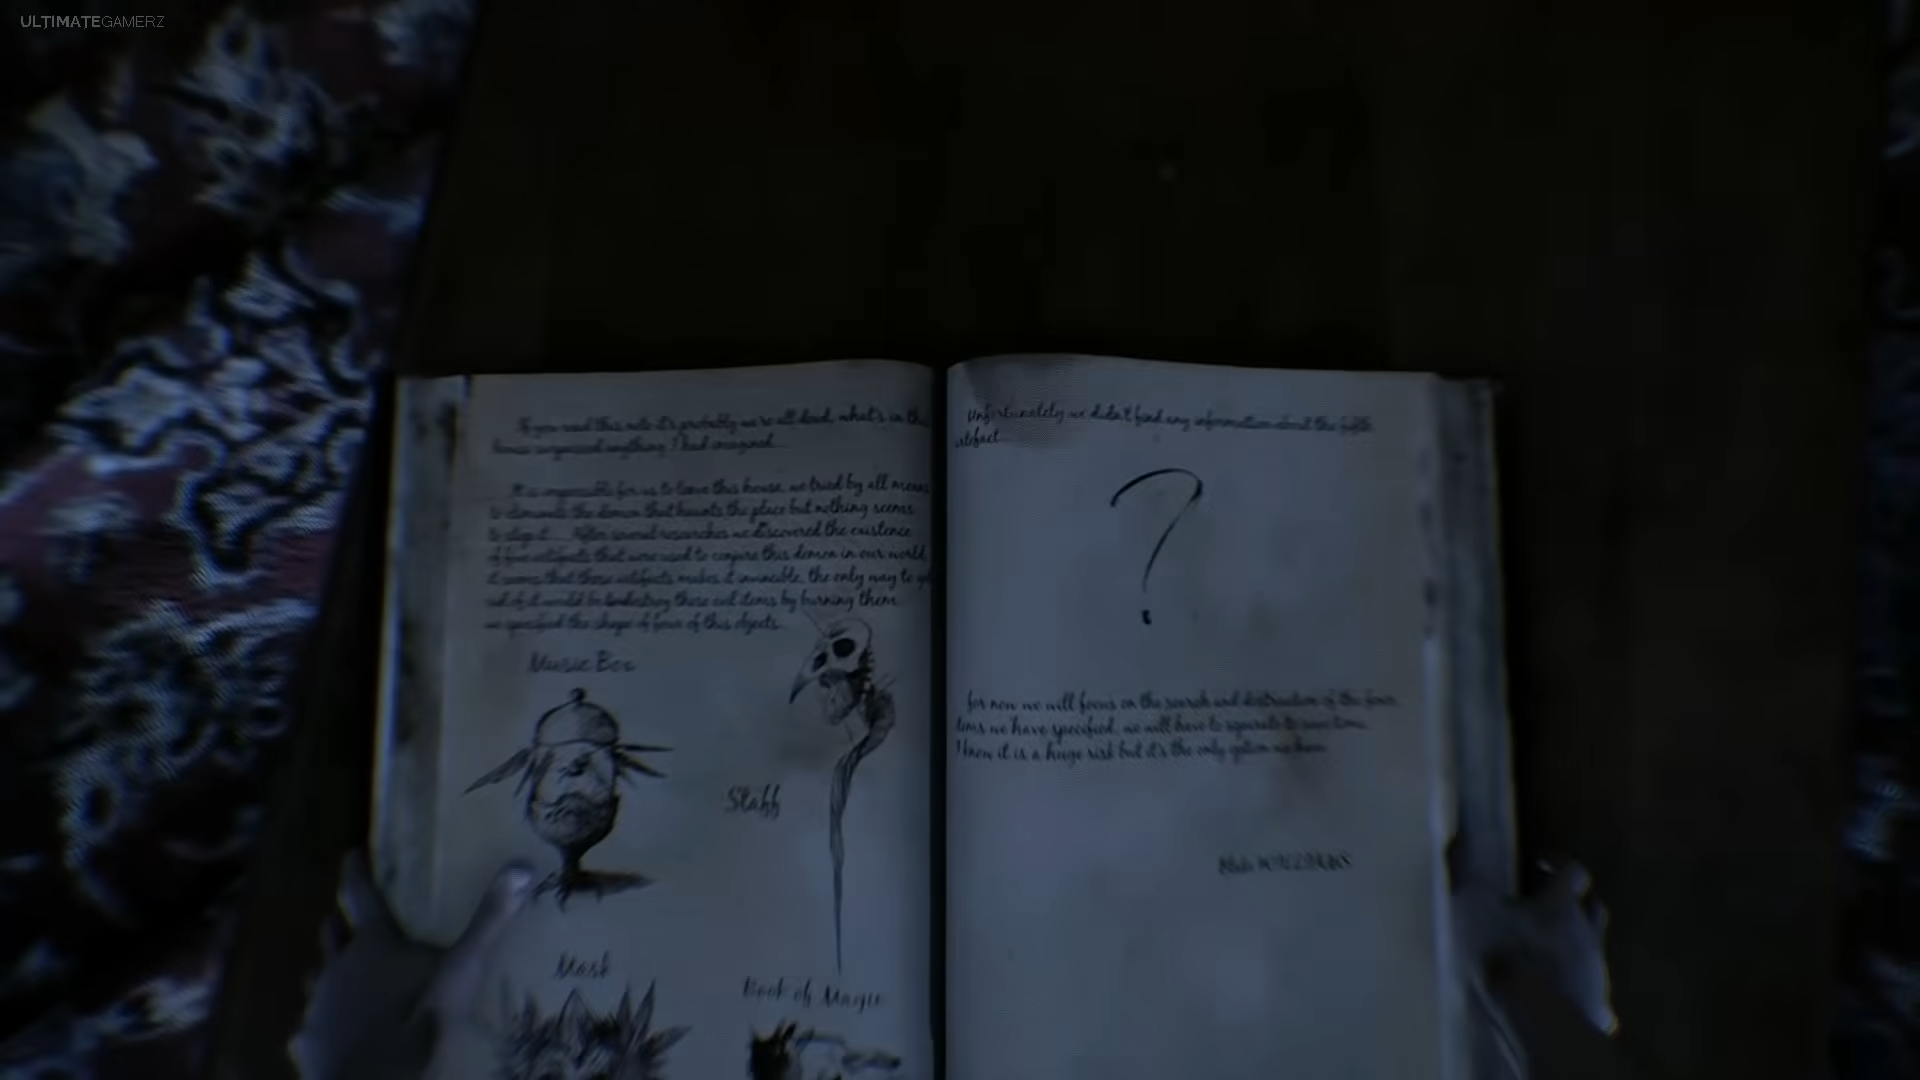 ULTIMATEGAMERZ
If you read this note it's probably we're all dead, what's in this
house surpassed anything I had imagined...
It is impossible for us to leave this house, we tried by all means
to eliminate the demon that haunts the place but nothing seems
to stop it... After several researches we discovered the existence
of five artifacts that were used to conjure this demon in our world,
it seems that these artifacts makes it invincible, the only way to
rid of it would be destroy these evil items by burning them.
we specified the shape of four of this objects.
Music Box
Staff
Mask
Book of Magic
Unfortunately we didn't find any information about the fifth
artefact
?
for now we will focus on the search and destruction of the four
items we have specified, we will have to separate to save time.
I know it is a huge risk but it's the only option we have